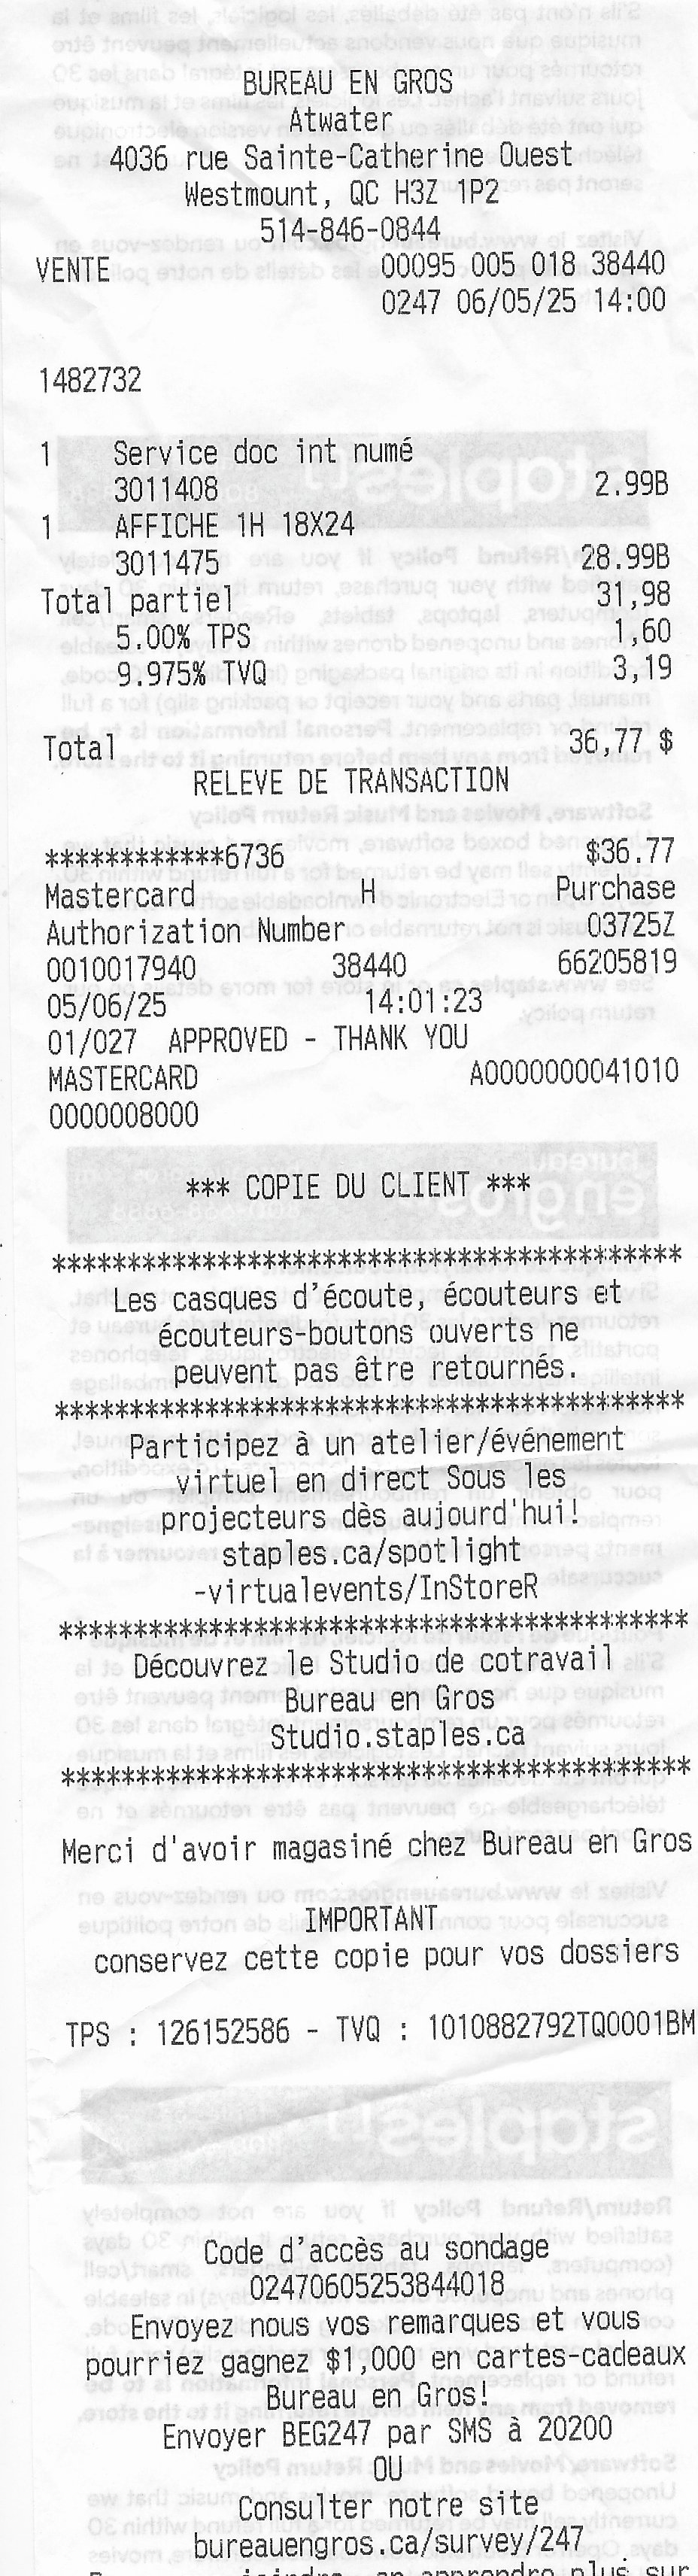 BUREAU EN GROS
Atwater
4036 rue Sainte-Catherine Ouest
Westmount, QC H3Z 1P2
514-846-0844
VENTE 00095 005 018 38440
0247 06/05/25 14:00
1482732
1 Service doc int numé
3011408 2.99B
1 AFFICHE 1H 18X24
3011475 28.99B
Total partiel 31,98
5.00% TPS 1,60
9.975% TVQ 3,19
Total 36,77 $
RELEVE DE TRANSACTION
************6736 $36.77
Mastercard H Purchase
Authorization Number 03725Z
0010017940 38440 66205819
05/06/25 14:01:23
01/027 APPROVED - THANK YOU
MASTERCARD A0000000041010
0000008000
*** COPIE DU CLIENT ***
******************************************
Les casques d'écoute, écouteurs et
écouteurs-boutons ouverts ne
peuvent pas être retournés.
******************************************
Participez à un atelier/événement
virtuel en direct Sous les
projecteurs dès aujourd'hui!
staples.ca/spotlight
-virtualevents/InStoreR
******************************************
Découvrez le Studio de cotravail
Bureau en Gros
Studio.staples.ca
******************************************
Merci d'avoir magasiné chez Bureau en Gros
IMPORTANT
conservez cette copie pour vos dossiers
TPS : 126152586 - TVQ : 1010882792TQ0001BM
Code d'accès au sondage
02470605253844018
Envoyez nous vos remarques et vous
pourriez gagnez $1,000 en cartes-cadeaux
Bureau en Gros!
Envoyer BEG247 par SMS à 20200
OU
Consulter notre site
bureauengros.ca/survey/247